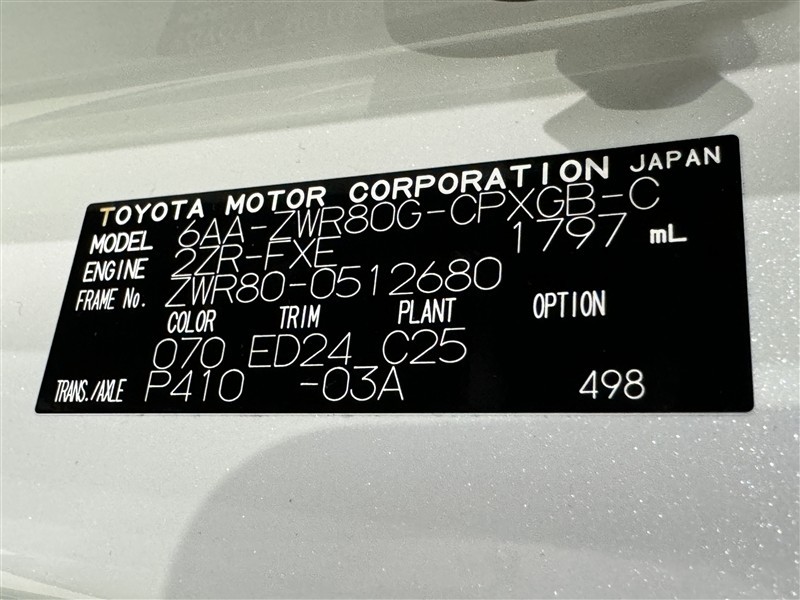 TOYOTA MOTOR CORPORATION JAPAN
MODEL 6AA-ZWR80G-CPXGB-C
ENGINE 2ZR-FXE 1797 mL
FRAME No. ZWR80-0512680
COLOR TRIM PLANT OPTION
070 ED24 C25
TRANS./AXLE P410 -03A 498